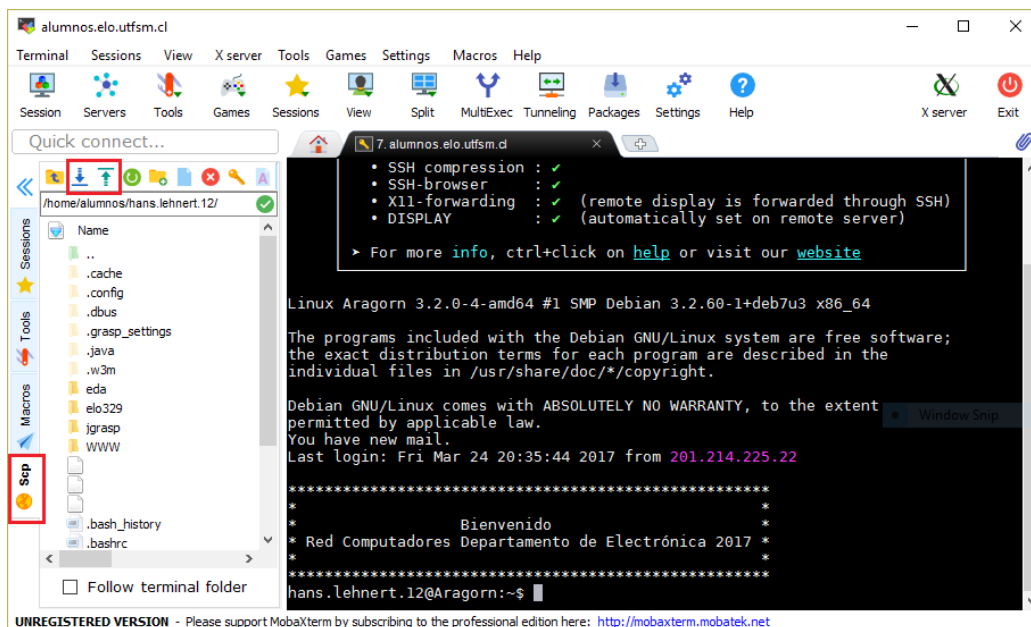 alumnos.elo.utfsm.cl
Terminal Sessions View X server Tools Games Settings Macros Help
Session Servers Tools Games Sessions View Split MultiExec Tunneling Packages Settings Help X server Exit
Quick connect...
7. alumnos.elo.utfsm.cl
/home/alumnos/hans.lehnert.12/
Sessions
Tools
Macros
Scp
Name
..
.cache
.config
.dbus
.grasp_settings
.java
.w3m
eda
elo329
jgrasp
WWW
.bash_history
.bashrc
Follow terminal folder
• SSH compression : ✔
• SSH-browser : ✔
• X11-forwarding : ✔ (remote display is forwarded through SSH)
• DISPLAY : ✔ (automatically set on remote server)
➤ For more info, ctrl+click on help or visit our website
Linux Aragorn 3.2.0-4-amd64 #1 SMP Debian 3.2.60-1+deb7u3 x86_64
The programs included with the Debian GNU/Linux system are free software;
the exact distribution terms for each program are described in the
individual files in /usr/share/doc/*/copyright.
Debian GNU/Linux comes with ABSOLUTELY NO WARRANTY, to the extent
permitted by applicable law.
You have new mail.
Last login: Fri Mar 24 20:35:44 2017 from 201.214.225.22
*****************************************************
* *
* Bienvenido *
* Red Computadores Departamento de Electrónica 2017 *
* *
*****************************************************
hans.lehnert.12@Aragorn:~$
Window Snip
UNREGISTERED VERSION - Please support MobaXterm by subscribing to the professional edition here: http://mobaxterm.mobatek.net